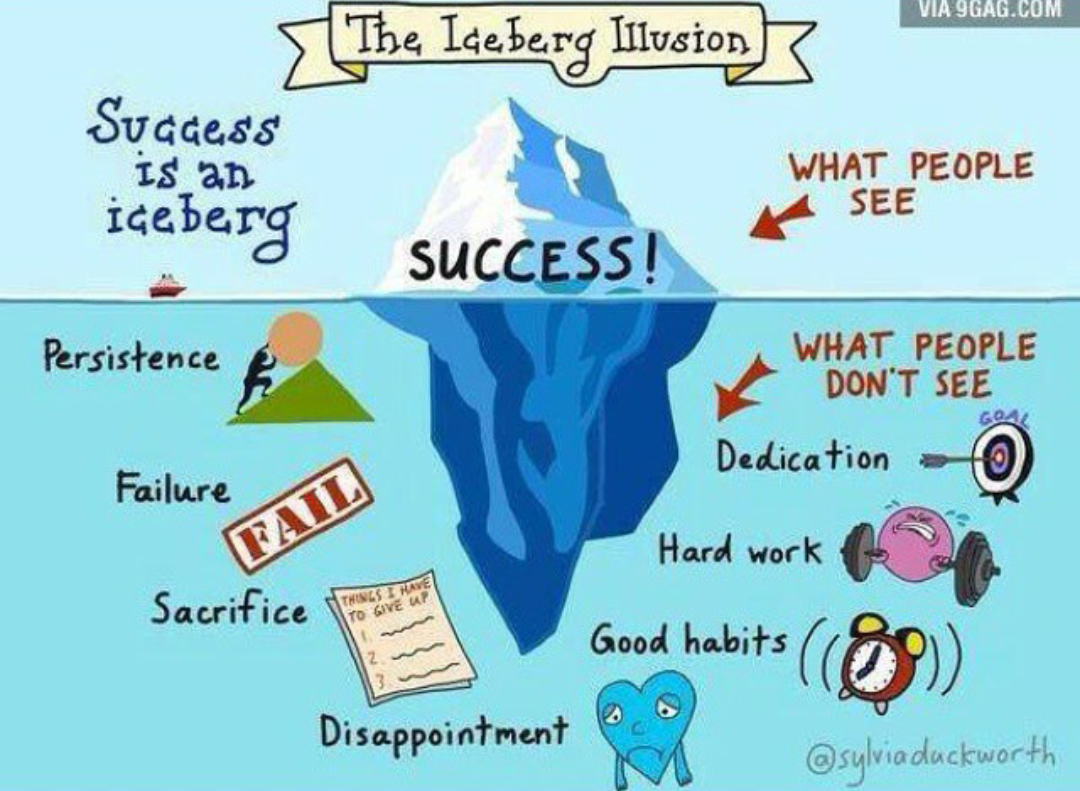 VIA 9GAG.COM
The Iceberg Illusion
Success
is an
iceberg
WHAT PEOPLE
SEE
SUCCESS!
WHAT PEOPLE
DON'T SEE
Persistence
GOAL
Dedication
Failure
FAIL
Hard work
Sacrifice
THINGS I HAVE
TO GIVE UP
1.
2.
3.
Good habits
Disappointment
@sylviaduckworth